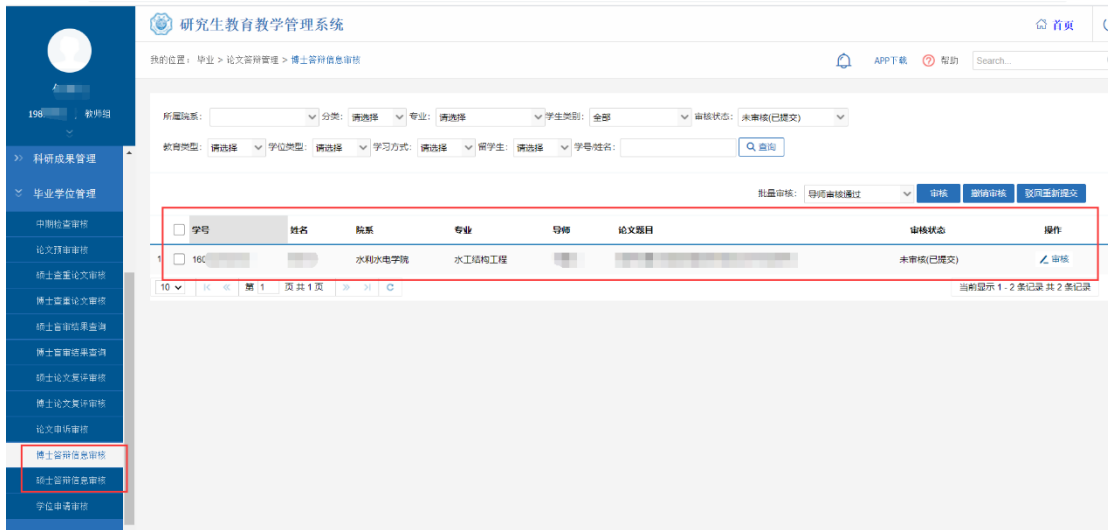 研究生教育教学管理系统
首页
我的位置： 毕业 > 论文答辩管理 > 博士答辩信息审核
APP下载 帮助 Search...
198 教师组
所属院系： 分类： 请选择 专业： 请选择 学生类别： 全部 审核状态： 未审核(已提交)
教育类型： 请选择 学位类型： 请选择 学习方式： 请选择 留学生： 请选择 学号/姓名： 查询
批量审核： 导师审核通过 审核 撤销审核 驳回重新提交
学号 姓名 院系 专业 导师 论文题目 审核状态 操作
1 160 水利水电学院 水工结构工程 未审核(已提交) 审核
10 第 1 页 共 1 页 当前显示 1 - 2 条记录 共 2 条记录
科研成果管理
毕业学位管理
中期检查审核
论文预审审核
硕士查重论文审核
博士查重论文审核
硕士盲审结果查询
博士盲审结果查询
硕士论文复评审核
博士论文复评审核
论文申诉审核
博士答辩信息审核
硕士答辩信息审核
学位申请审核